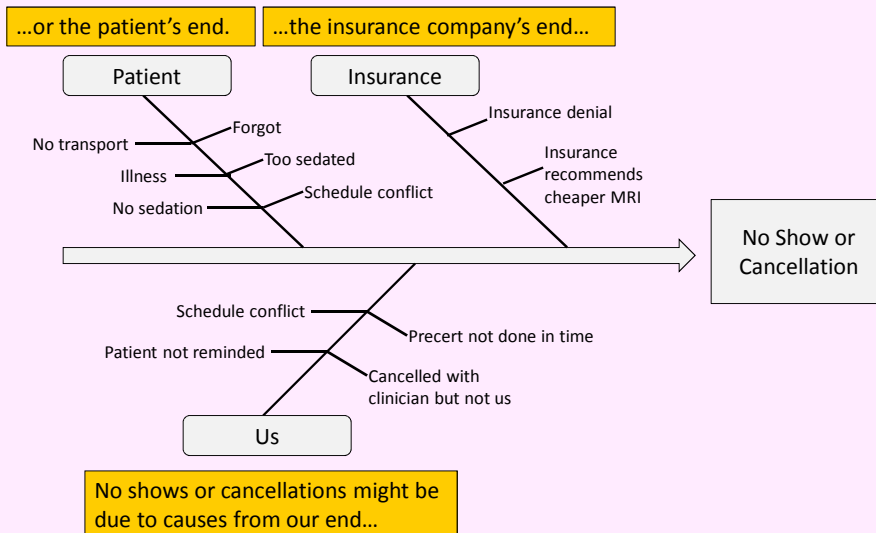 …or the patient’s end.
…the insurance company’s end…
Patient
Insurance
Forgot
No transport
Too sedated
Illness
Schedule conflict
No sedation
Insurance denial
Insurance
recommends
cheaper MRI
No Show or
Cancellation
Schedule conflict
Precert not done in time
Patient not reminded
Cancelled with
clinician but not us
Us
No shows or cancellations might be
due to causes from our end…